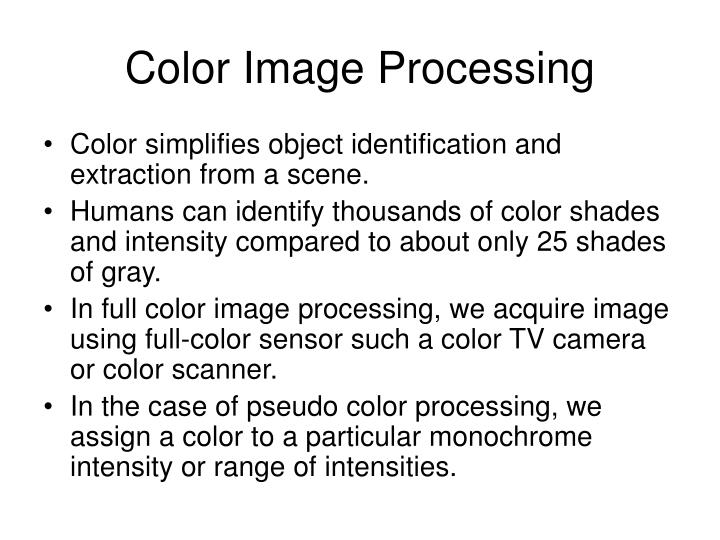 Color Image Processing
• Color simplifies object identification and
extraction from a scene.
• Humans can identify thousands of color shades
and intensity compared to about only 25 shades
of gray.
• In full color image processing, we acquire image
using full-color sensor such a color TV camera
or color scanner.
• In the case of pseudo color processing, we
assign a color to a particular monochrome
intensity or range of intensities.